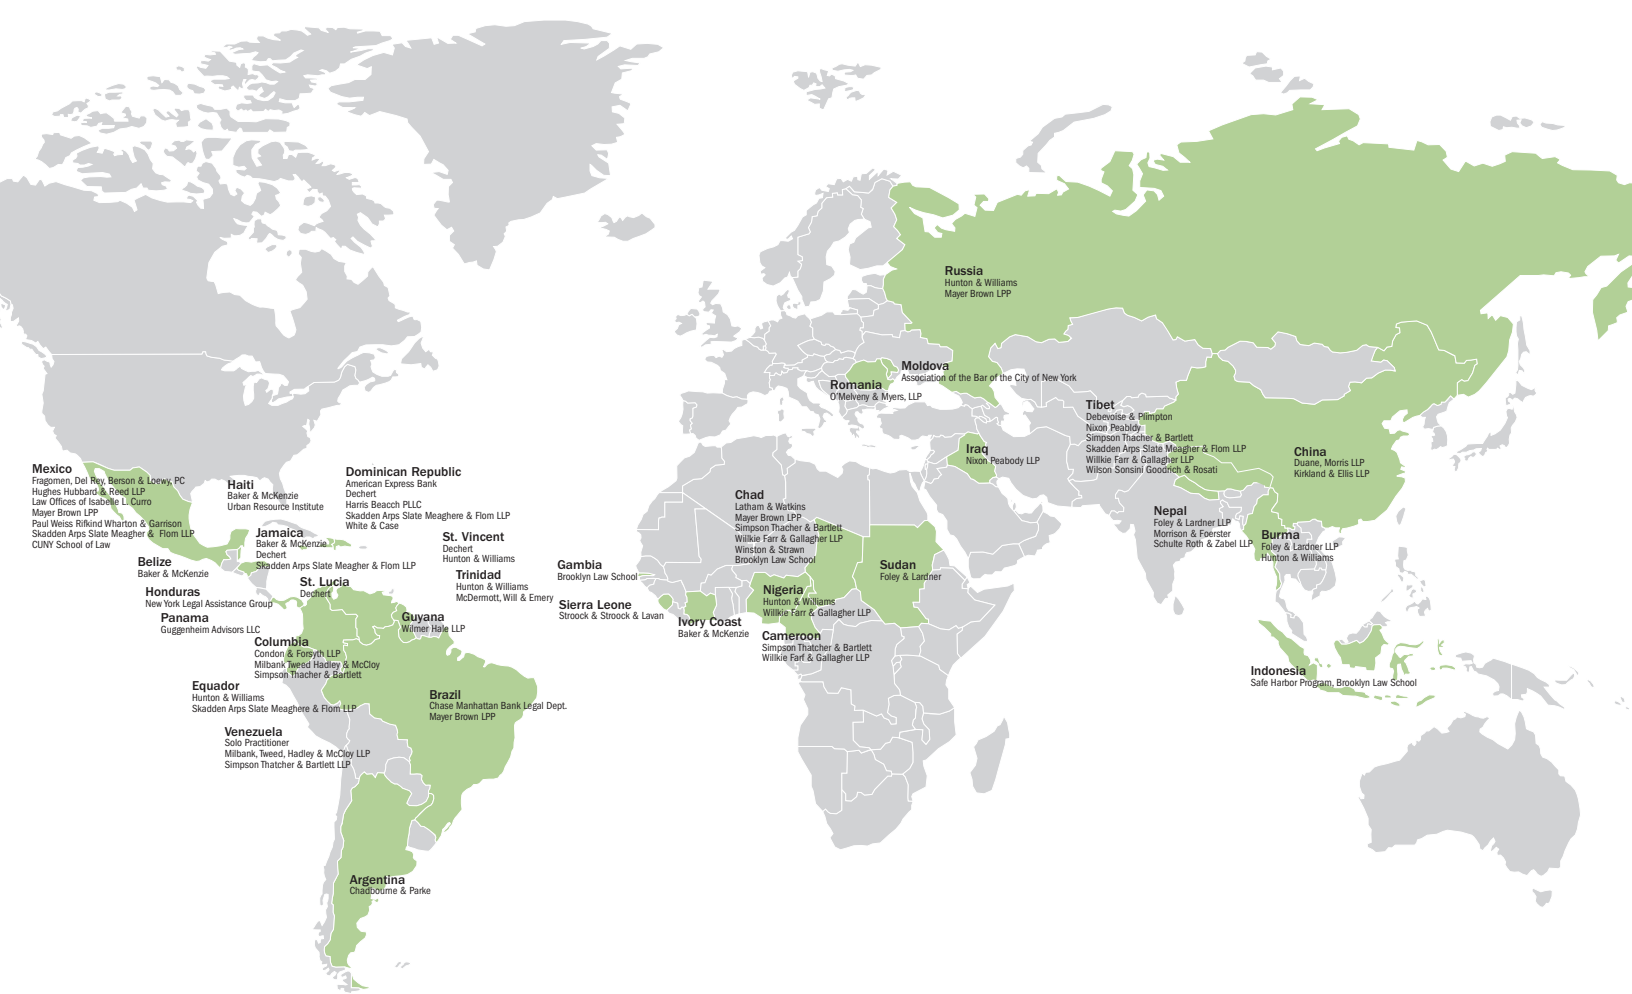 Russia
Hunton & Williams
Mayer Brown LPP
Moldova
Association of the Bar of the City of New York
Romania
O'Melveny & Myers, LLP
Tibet
Debevoise & Plimpton
Nixon Peabldy
Simpson Thacher & Bartlett
Skadden Arps Slate Meagher & Flom LLP
Willkie Farr & Gallagher LLP
Wilson Sonsini Goodrich & Rosati
Iraq
Nixon Peabody LLP
China
Duane, Morris LLP
Kirkland & Ellis LLP
Mexico
Fragomen, Del Rey, Berson & Loewy, PC
Hughes Hubbard & Reed LLP
Law Offices of Isabelle L. Curro
Mayer Brown LPP
Paul Weiss Rifkind Wharton & Garrison
Skadden Arps Slate Meagher & Flom LLP
CUNY School of Law
Haiti
Baker & McKenzie
Urban Resource Institute
Dominican Republic
American Express Bank
Dechert
Harris Beacch PLLC
Skadden Arps Slate Meaghere & Flom LLP
White & Case
Jamaica
Baker & McKenzie
Dechert
Skadden Arps Slate Meagher & Flom LLP
St. Vincent
Dechert
Hunton & Williams
Belize
Baker & McKenzie
St. Lucia
Dechert
Trinidad
Hunton & Williams
McDermott, Will & Emery
Honduras
New York Legal Assistance Group
Panama
Guggenheim Advisors LLC
Guyana
Wilmer Hale LLP
Columbia
Condon & Forsyth LLP
Milbank Tweed Hadley & McCloy
Simpson Thacher & Bartlett
Equador
Hunton & Williams
Skadden Arps Slate Meaghere & Flom LLP
Brazil
Chase Manhattan Bank Legal Dept.
Mayer Brown LPP
Venezuela
Solo Practitioner
Milbank, Tweed, Hadley & McCloy LLP
Simpson Thatcher & Bartlett LLP
Argentina
Chadbourne & Parke
Chad
Latham & Watkins
Mayer Brown LPP
Simpson Thacher & Bartlett
Willkie Farr & Gallagher LLP
Winston & Strawn
Brooklyn Law School
Gambia
Brooklyn Law School
Sudan
Foley & Lardner
Sierra Leone
Stroock & Stroock & Lavan
Nigeria
Hunton & Williams
Willkie Farr & Gallagher LLP
Ivory Coast
Baker & McKenzie
Cameroon
Simpson Thatcher & Bartlett
Willkie Farf & Gallagher LLP
Nepal
Foley & Lardner LLP
Morrison & Foerster
Schulte Roth & Zabel LLP
Burma
Foley & Lardner LLP
Hunton & Williams
Indonesia
Safe Harbor Program, Brooklyn Law School